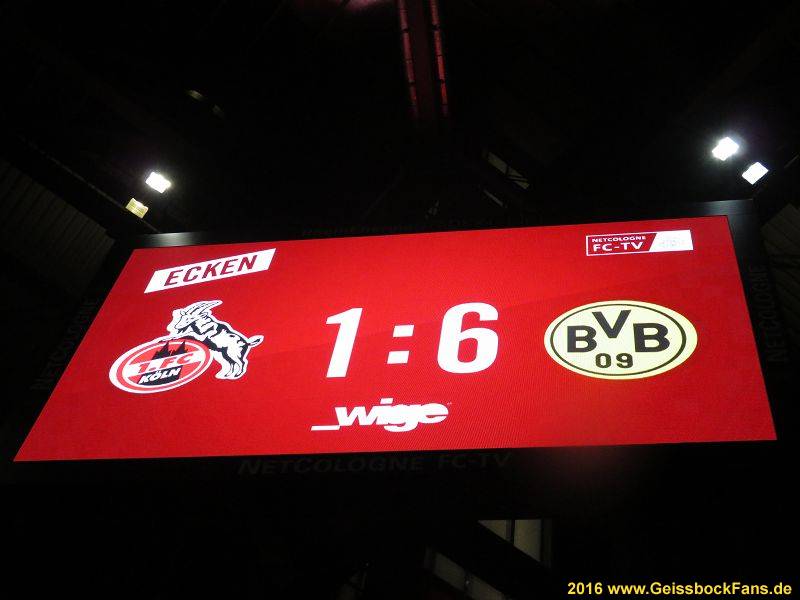 ECKEN
NETCOLOGNE
FC-TV
1. FC
KÖLN
1:6
BVB
09
_wige
NETCOLOGNE FC-TV
2016 www.GeissbockFans.de